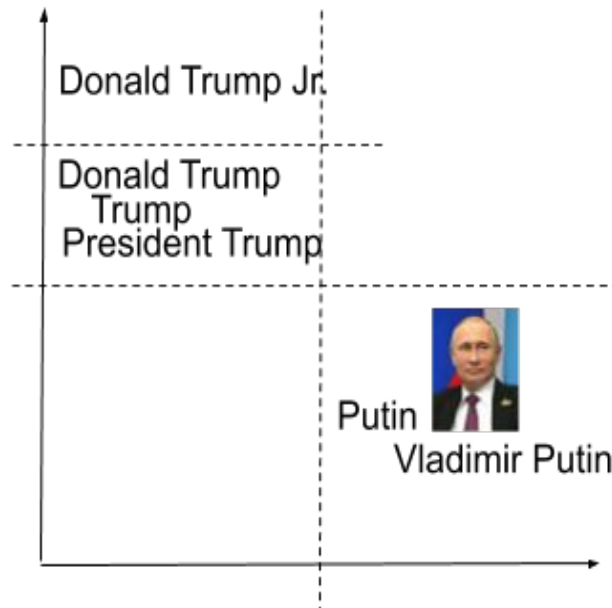 Donald Trump Jr.
Donald Trump
Trump
President Trump
Putin
Vladimir Putin